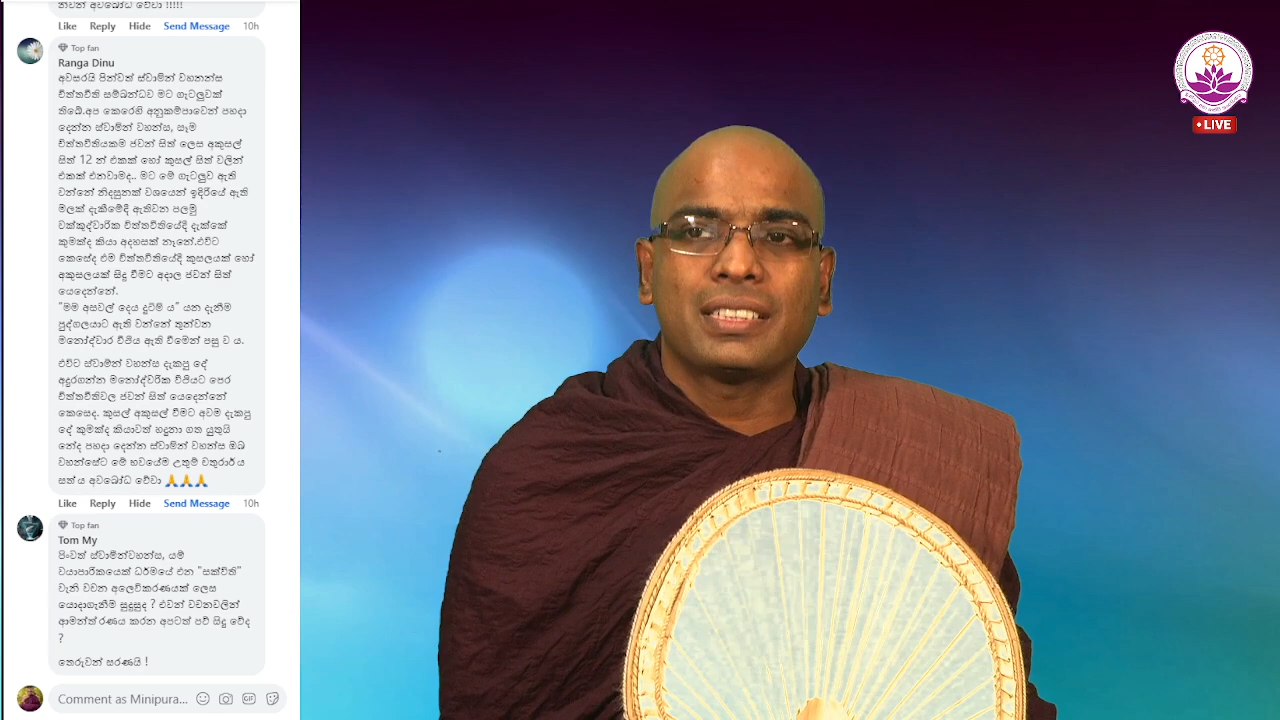 නිවන් අවබෝධ වේවා !!!!!
Like Reply Hide Send Message 10h
Top fan
Ranga Dinu
අවසරයි පින්වත් ස්වාමින් වහනන්ස
චිත්තවිති සම්බන්ධව මට ගැටලුවක්
තිබේ.අප කෙරෙහි අනුකම්පාවෙන් පහදා
දෙන්න ස්වාමින් වහන්ස, සෑම
චිත්තවිතියකම ජවන් සිත් ලෙස අකුසල්
සිත් 12 න් එකක් හෝ කුසල් සිත් වලින්
එකක් එනවාමද.. මට මේ ගැටලුව ඇති
වන්නේ නිදසුනක් වශයෙන් ඉදිරියේ ඇති
මලක් දැකීමේදී ඇතිවන පලමු
චක්කුද්වාරික චිත්තවිතියේදී දැක්කේ
කුමක්ද කියා අදහසක් නෑනේ.එවිට
කෙසේද එම චිත්තවිතියේදී කුසලයක් හෝ
අකුසලයක් සිදු වීමට අදාල ජවන් සිත්
යෙදෙන්නේ.
"මම අසවල් දෙය දුටිමි ය" යන දැනීම
පුද්ගලයාට ඇති වන්නේ තුන්වන
මනෝද්වාර වීථිය ඇති වීමෙන් පසු ව ය.
එවිට ස්වාමින් වහන්ස දැකපු දේ
අදුරගන්න මනෝද්වරික විථියට පෙර
චිත්තවිතිවල ජවන් සිත් යෙදෙන්නේ
කෙසෙද. කුසල් අකුසල් වීමට අවම දැකපු
දේ කුමක්ද කියාවත් හදුනා ගත යුතුයි
නේද පහදා දෙන්න ස්වාමින් වහන්ස ඔබ
වහන්සේට මේ භවයේම උතුම් චතුරාර්ය
සත්ය අවබෝධ වේවා 🙏🙏🙏
Like Reply Hide Send Message 10h
Top fan
Tom My
පිංවත් ස්වාමින්වහන්ස, යම්
ව්‍යාපාරිකයෙක් ධර්මයේ එන "සක්විති"
වැනි වචන අලෙවිකරණයක් ලෙස
යොදාගැනීම සුදුසුද ? එවන් වචනවලින්
ආමන්ත්‍රණය කරන අපටත් පව් සිදු වේද
?
තෙරුවන් සරණයි !
Comment as Minipura...
• LIVE